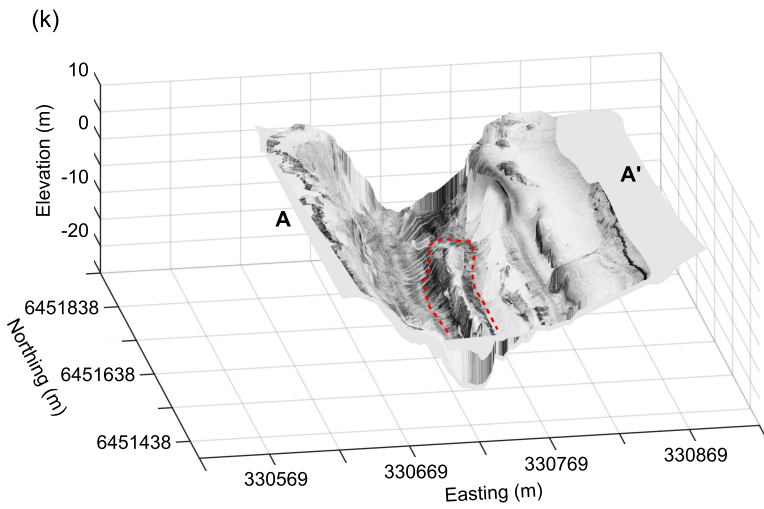 (k)
10
0
-10
-20
Elevation (m)
A
A'
6451838
6451638
6451438
Northing (m)
330569
330669
330769
330869
Easting (m)